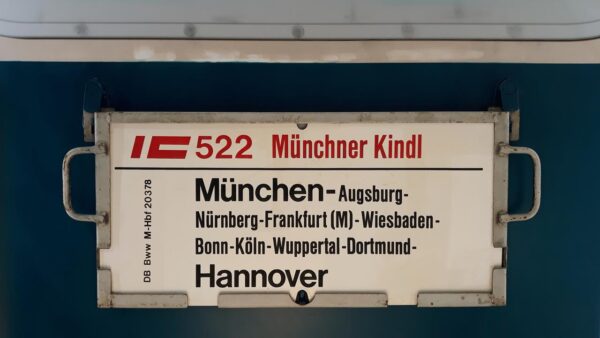 IC 522 Münchner Kindl
München-Augsburg-
Nürnberg-Frankfurt (M)-Wiesbaden-
Bonn-Köln-Wuppertal-Dortmund-
Hannover
DB Bww M-Hbf 20378